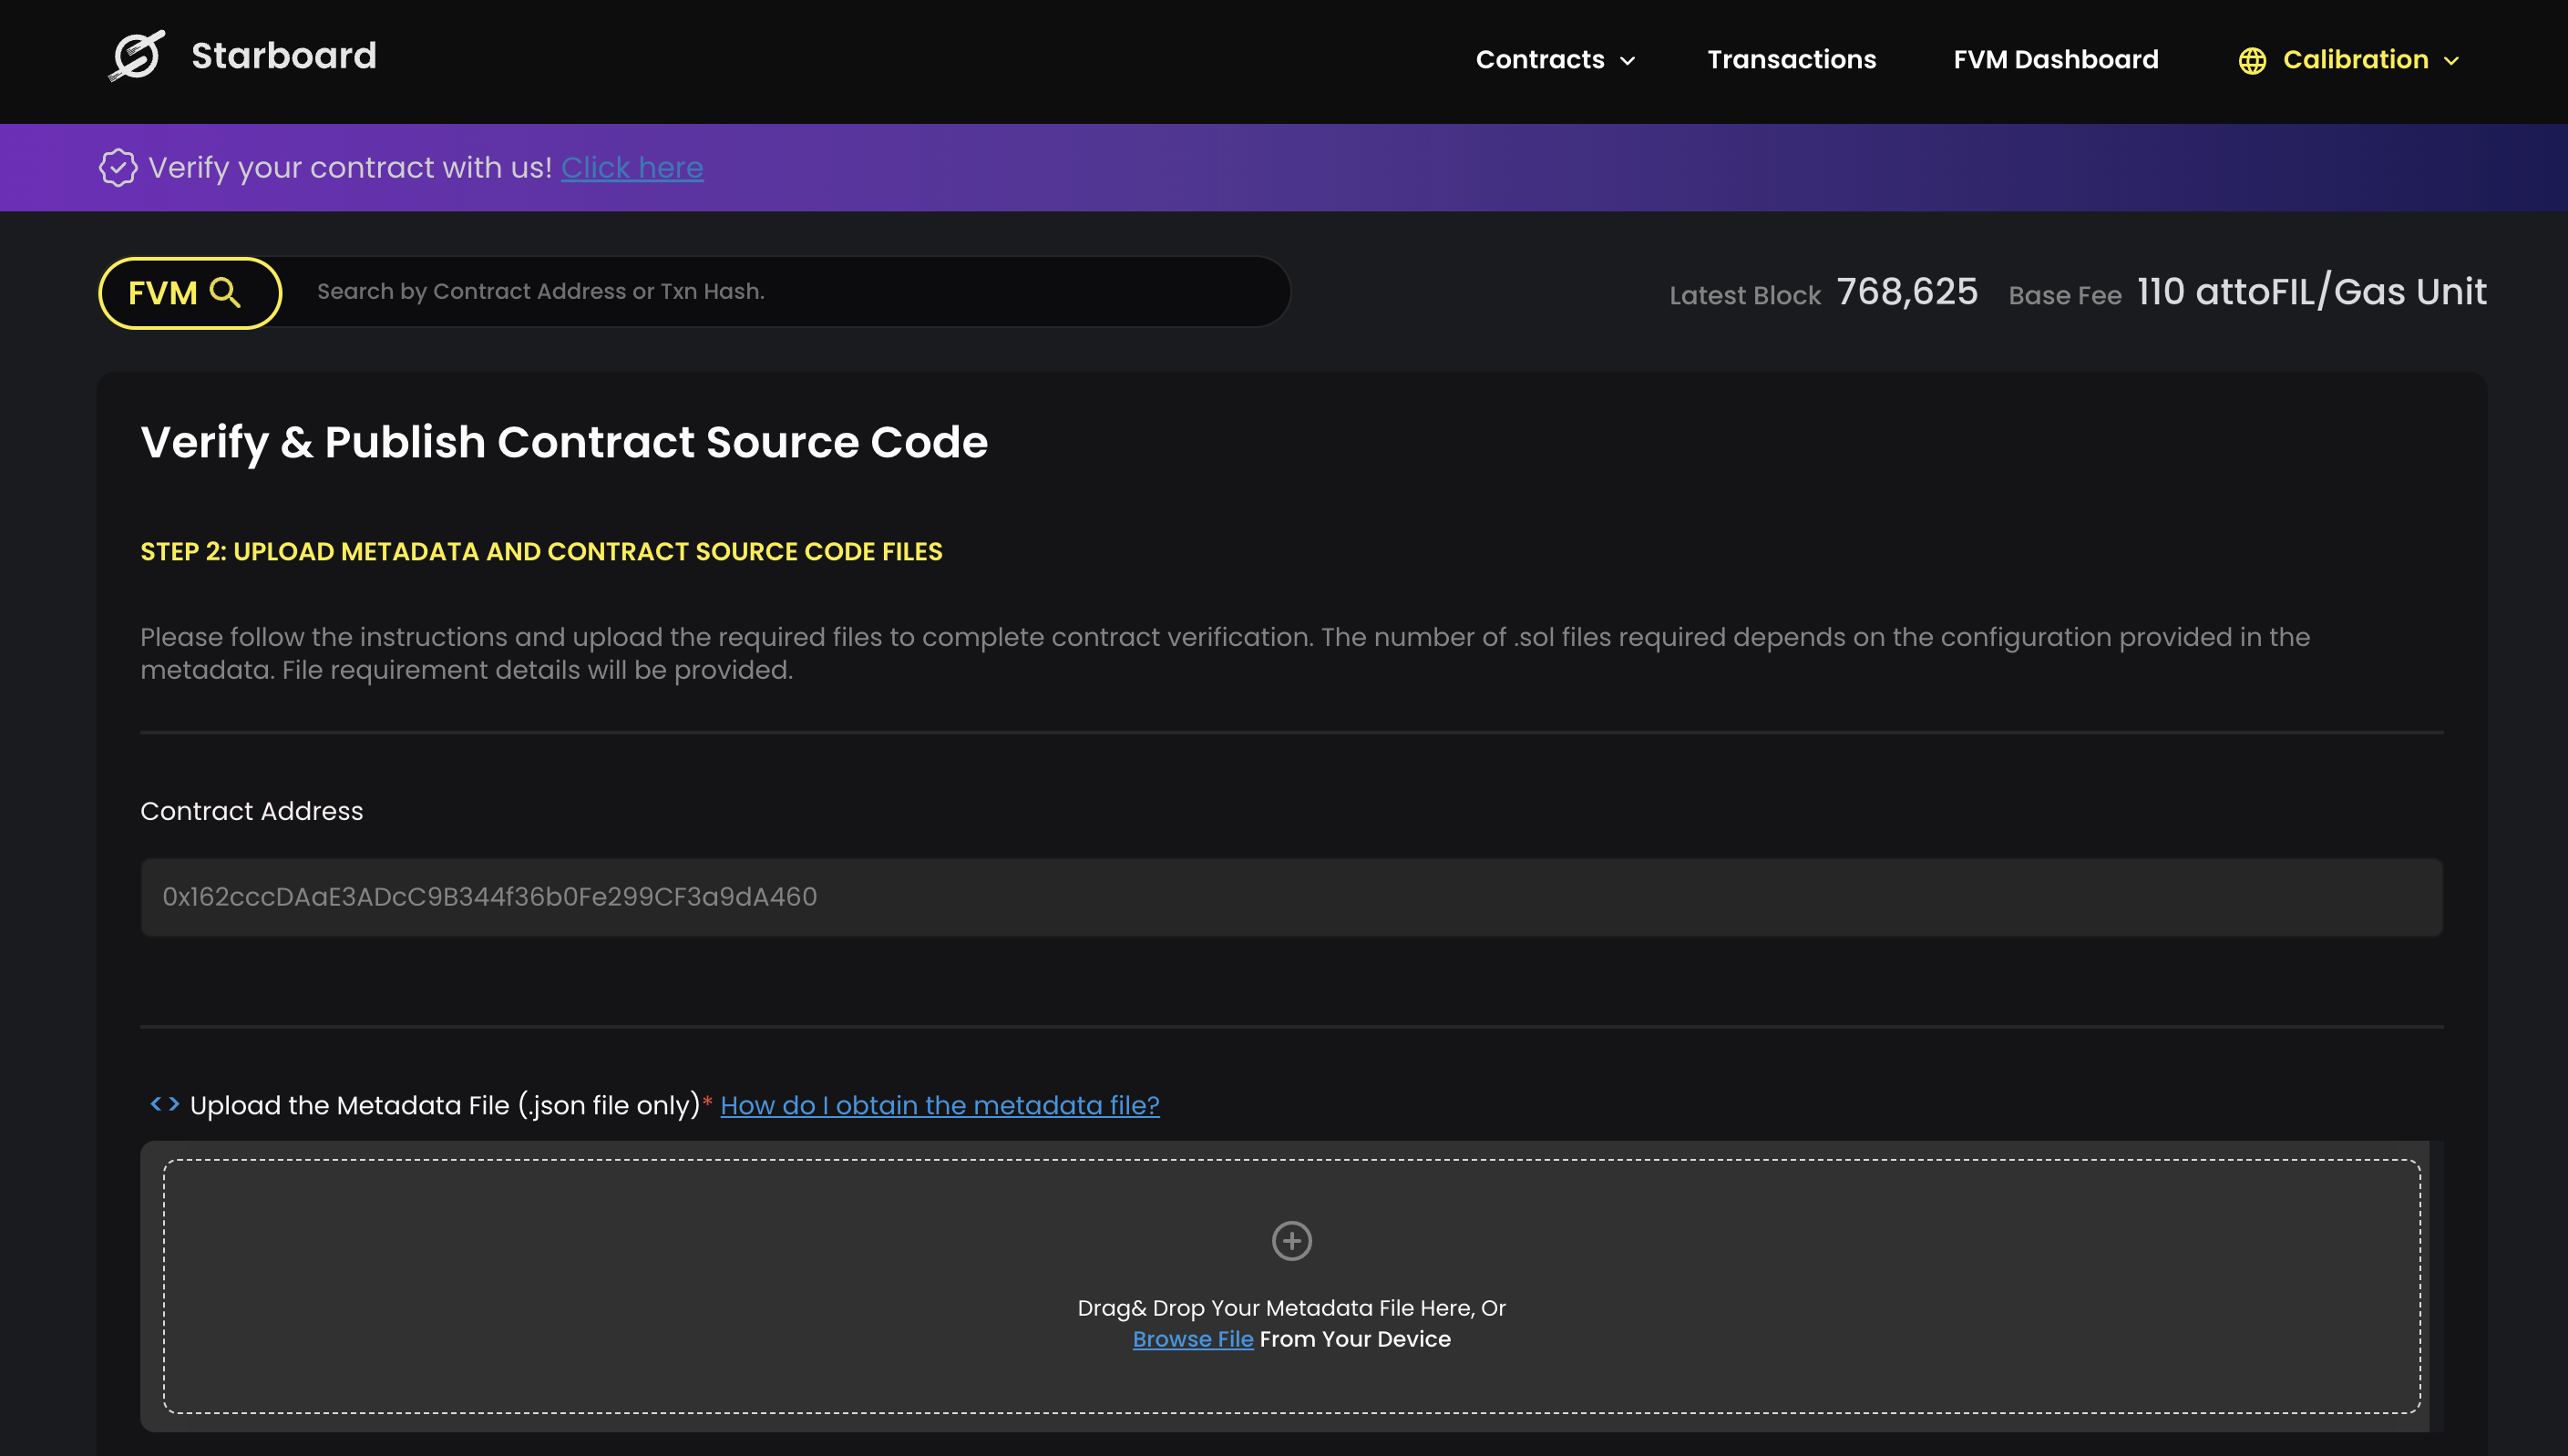 Starboard
Contracts
Transactions
FVM Dashboard
Calibration
Verify your contract with us! Click here
FVM
Search by Contract Address or Txn Hash.
Latest Block 768,625 Base Fee 110 attoFIL/Gas Unit
Verify & Publish Contract Source Code
STEP 2: UPLOAD METADATA AND CONTRACT SOURCE CODE FILES
Please follow the instructions and upload the required files to complete contract verification. The number of .sol files required depends on the configuration provided in the
metadata. File requirement details will be provided.
Contract Address
0x162cccDAaE3ADcC9B344f36b0Fe299CF3a9dA460
<> Upload the Metadata File (.json file only)* How do I obtain the metadata file?
Drag& Drop Your Metadata File Here, Or
Browse File From Your Device